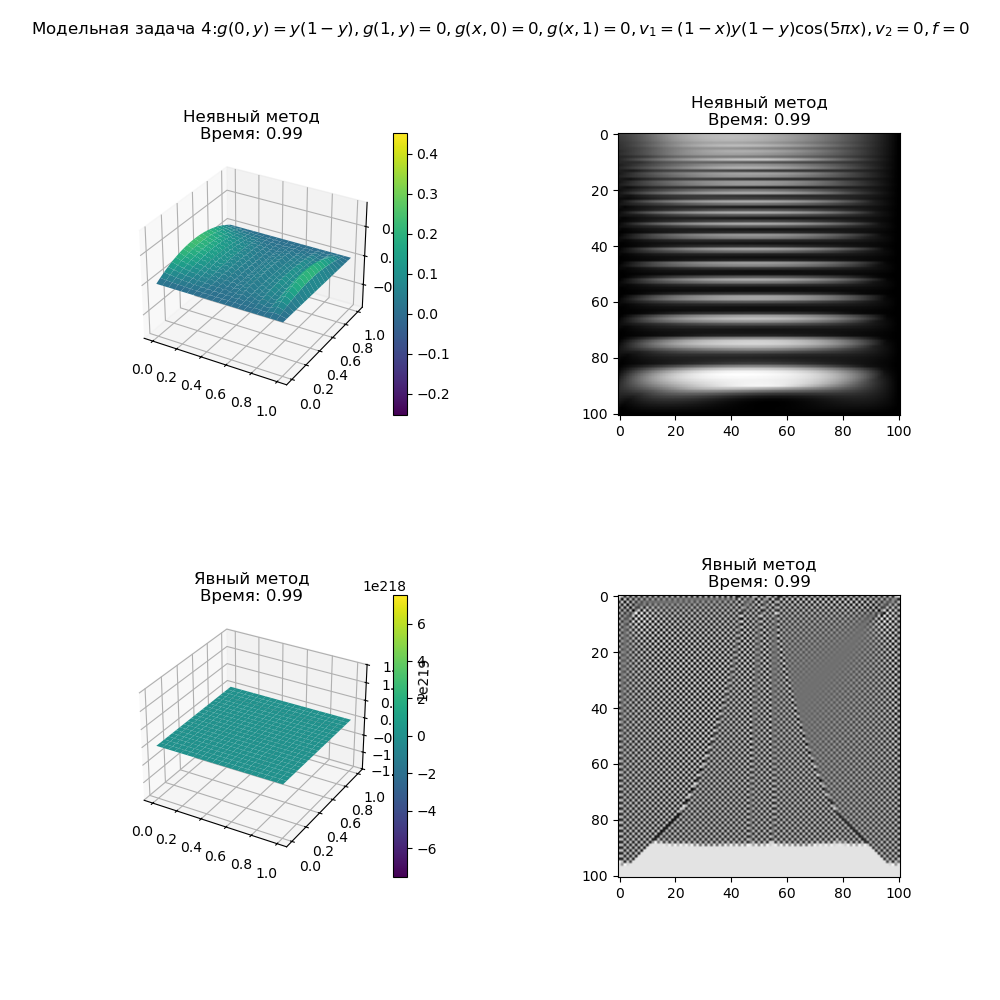 Модельная задача 4:g(0, y) = y(1 − y), g(1, y) = 0, g(x, 0) = 0, g(x, 1) = 0, v₁ = (1 − x)y(1 − y)cos(5πx), v₂ = 0, f = 0
Неявный метод
Время: 0.99
0.4
0.3
0.2
0.1
0.0
−0.1
−0.2
0.0 0.2 0.4 0.6 0.8 1.0
0.0 0.2 0.4 0.6 0.8 1.0
Неявный метод
Время: 0.99
0
20
40
60
80
100
0 20 40 60 80 100
Явный метод
Время: 0.99
1e218
6
4
2
0
−2
−4
−6
1e219
0.0 0.2 0.4 0.6 0.8 1.0
0.0 0.2 0.4 0.6 0.8 1.0
Явный метод
Время: 0.99
0
20
40
60
80
100
0 20 40 60 80 100